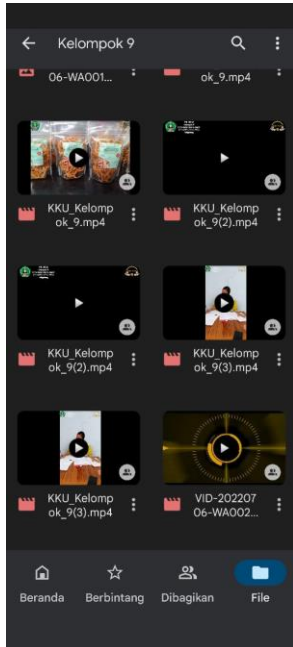 Kelompok 9
06-WA001...
ok_9.mp4
KKU_Kelomp
ok_9.mp4
KKU_Kelomp
ok_9(2).mp4
KKU_Kelomp
ok_9(2).mp4
KKU_Kelomp
ok_9(3).mp4
KKU_Kelomp
ok_9(3).mp4
VID-202207
06-WA002...
Beranda
Berbintang
Dibagikan
File